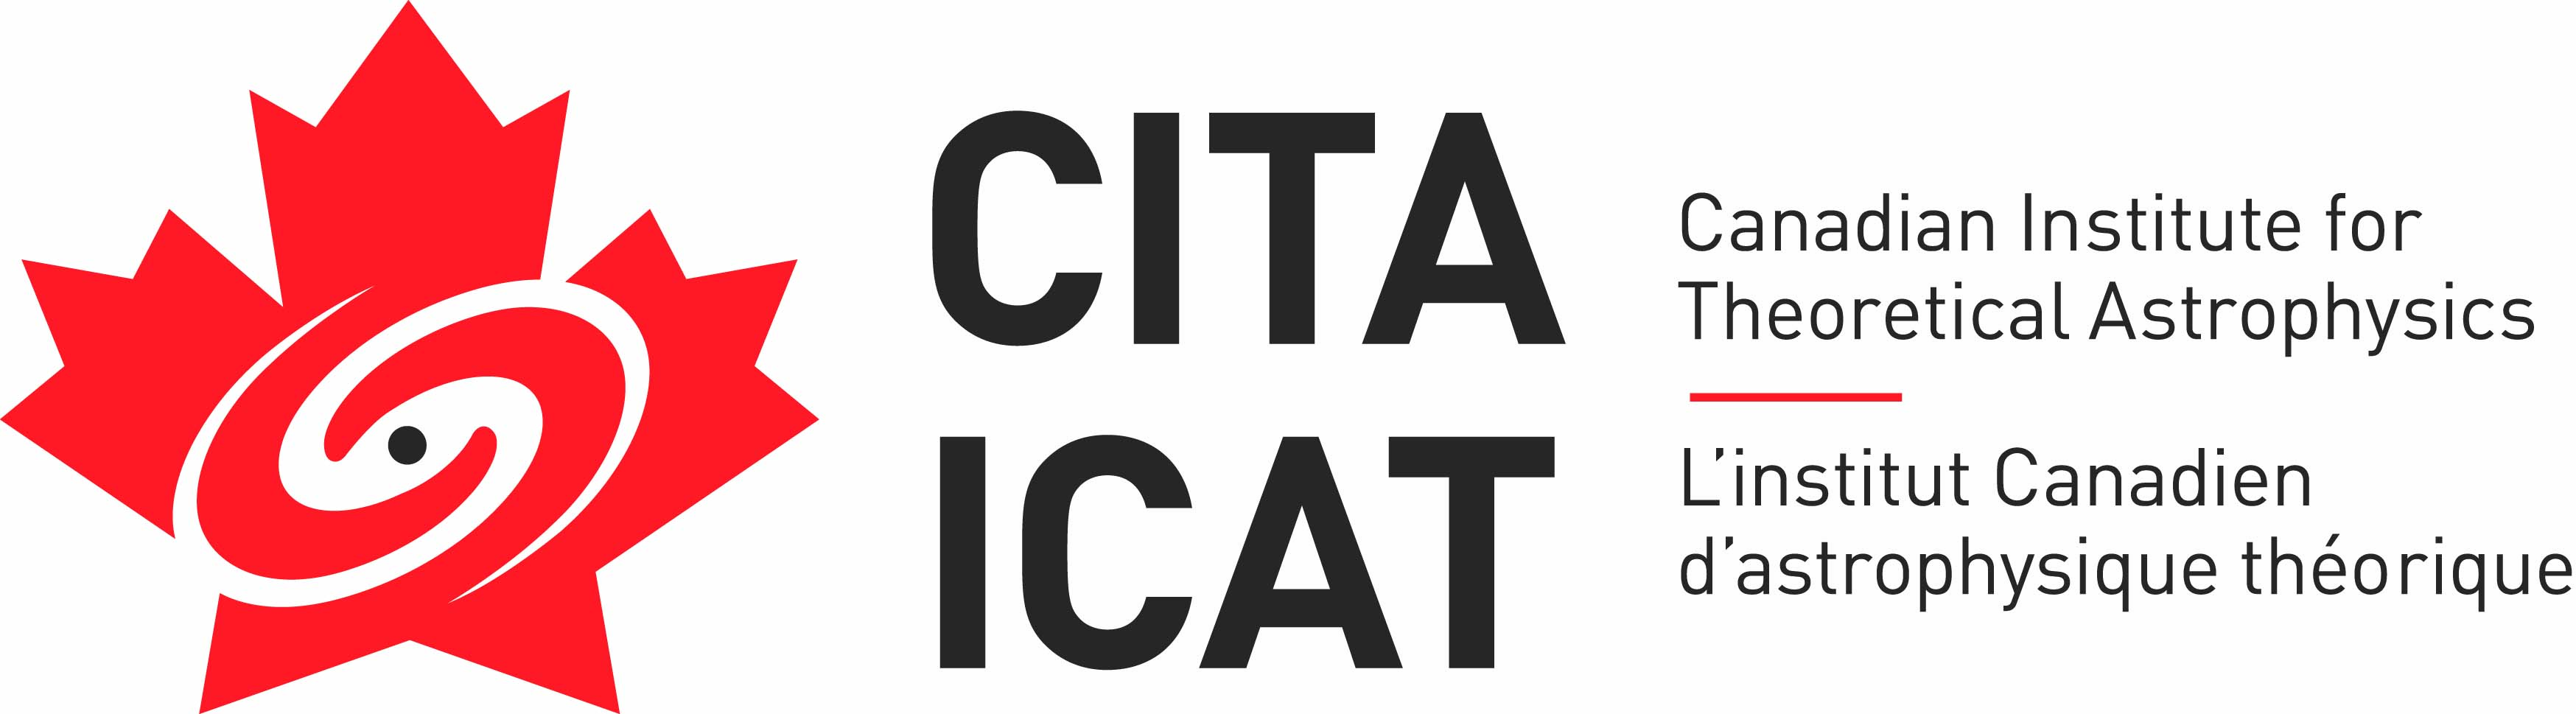 CITA
ICAT
Canadian Institute for
Theoretical Astrophysics
L’institut Canadien
d’astrophysique théorique